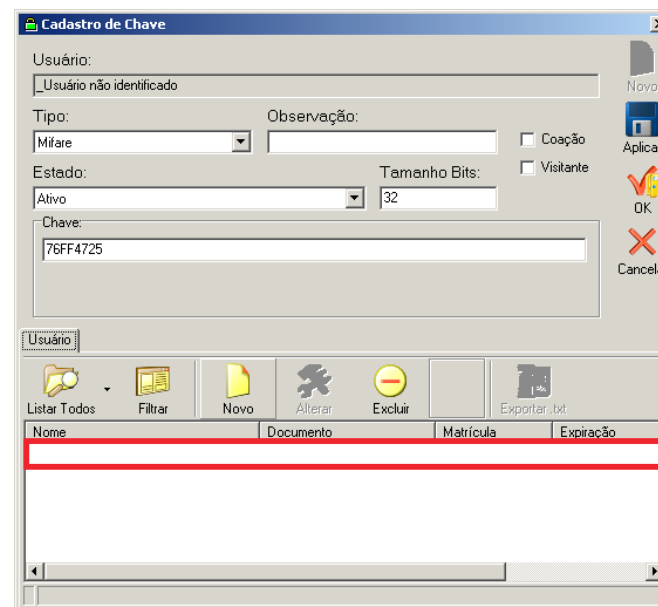 Cadastro de Chave
Usuário:
_Usuário não identificado
Novo
Tipo:
Observação:
Mifare
Coação
Aplica
Estado:
Tamanho Bits:
Visitante
Ativo
32
OK
Chave:
76FF4725
Cancela
Usuário
Listar Todos
Filtrar
Novo
Alterar
Excluir
Exportar .txt
Nome
Documento
Matrícula
Expiração